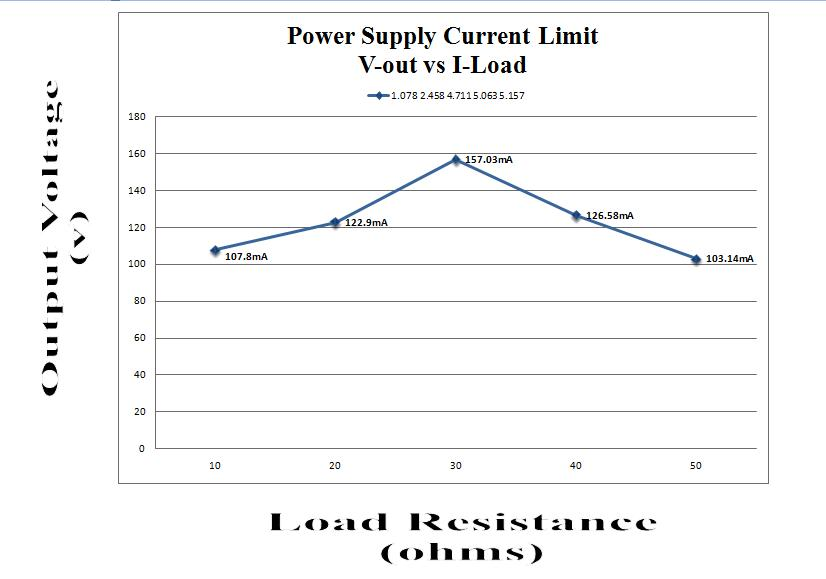 Power Supply Current Limit
V-out vs I-Load
1.078 2.458 4.711 5.063 5.157
Output Voltage
(v)
180
160
157.03mA
140
120
122.9mA
126.58mA
107.8mA
103.14mA
100
80
60
40
20
0
10 20 30 40 50
Load Resistance
(ohms)